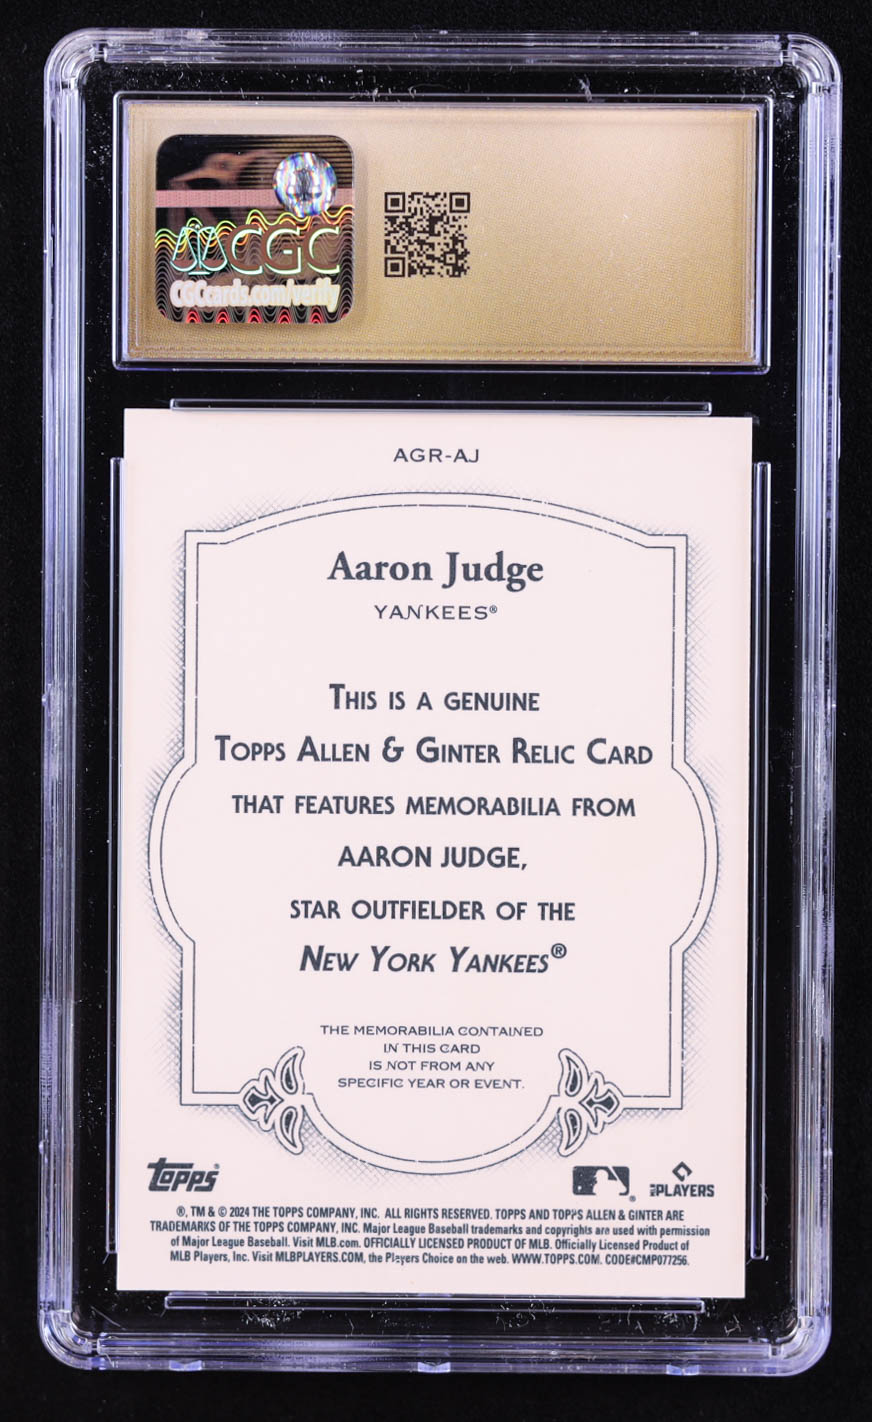 CGC
CGCcards.com/verify
AGR-AJ
Aaron Judge
YANKEES®
THIS IS A GENUINE
TOPPS ALLEN & GINTER RELIC CARD
THAT FEATURES MEMORABILIA FROM
AARON JUDGE,
STAR OUTFIELDER OF THE
NEW YORK YANKEES®
THE MEMORABILIA CONTAINED
IN THIS CARD
IS NOT FROM ANY
SPECIFIC YEAR OR EVENT.
TOPPS
®
MLB PLAYERS
®, TM & © 2024 THE TOPPS COMPANY, INC. ALL RIGHTS RESERVED. TOPPS AND TOPPS ALLEN & GINTER ARE
TRADEMARKS OF THE TOPPS COMPANY, INC. Major League Baseball trademarks and copyrights are used with permission
of Major League Baseball. Visit MLB.com. OFFICIALLY LICENSED PRODUCT OF MLB. Officially Licensed Product of
MLB Players, Inc. Visit MLBPLAYERS.COM, the Players Choice on the web. WWW.TOPPS.COM. CODE#CMP077256.